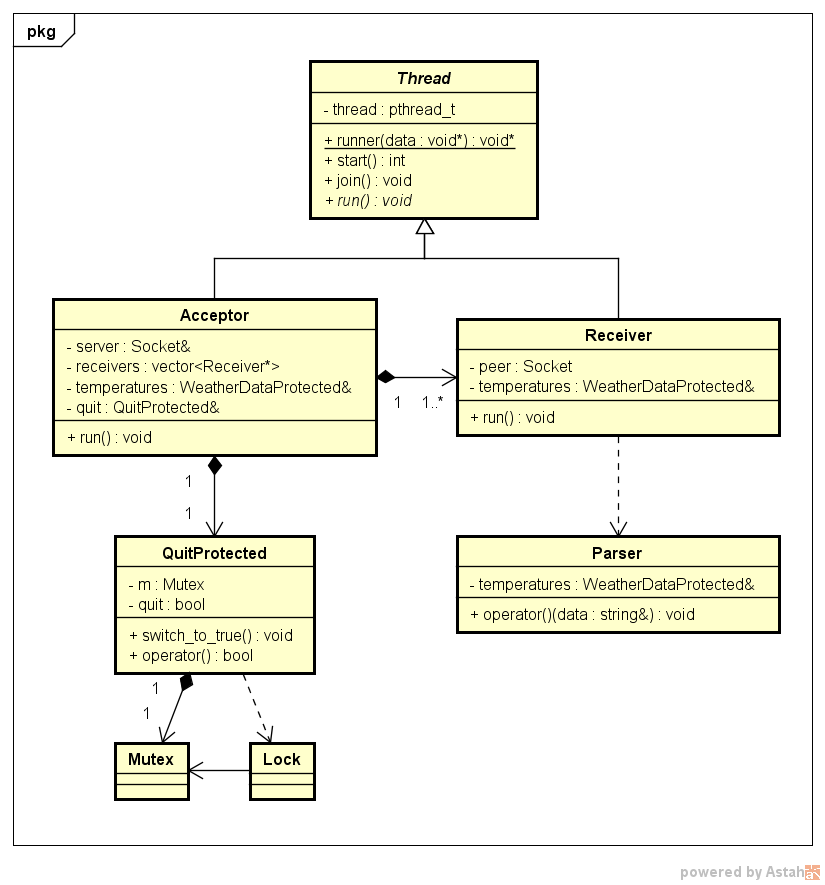 pkg
Thread
- thread : pthread_t
+ runner(data : void*) : void*
+ start() : int
+ join() : void
+ run() : void
Acceptor
- server : Socket&
- receivers : vector<Receiver*>
- temperatures : WeatherDataProtected&
- quit : QuitProtected&
+ run() : void
Receiver
- peer : Socket
- temperatures : WeatherDataProtected&
+ run() : void
1
1..*
1
1
QuitProtected
- m : Mutex
- quit : bool
+ switch_to_true() : void
+ operator() : bool
Parser
- temperatures : WeatherDataProtected&
+ operator()(data : string&) : void
1
1
Mutex
Lock
powered by Astah